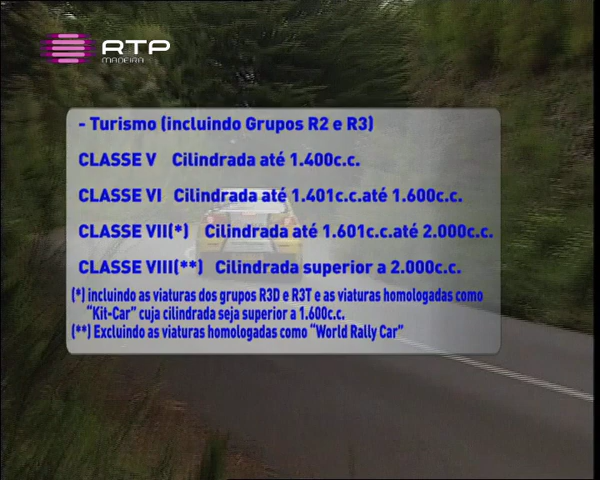 RTP
MADEIRA
- Turismo (incluindo Grupos R2 e R3)
CLASSE V Cilindrada até 1.400c.c.
CLASSE VI Cilindrada até 1.401c.c.até 1.600c.c.
CLASSE VII(*) Cilindrada até 1.601c.c.até 2.000c.c.
CLASSE VIII(**) Cilindrada superior a 2.000c.c.
(*) incluindo as viaturas dos grupos R3D e R3T e as viaturas homologadas como
“Kit-Car” cuja cilindrada seja superior a 1.600c.c.
(**) Excluindo as viaturas homologadas como “World Rally Car”